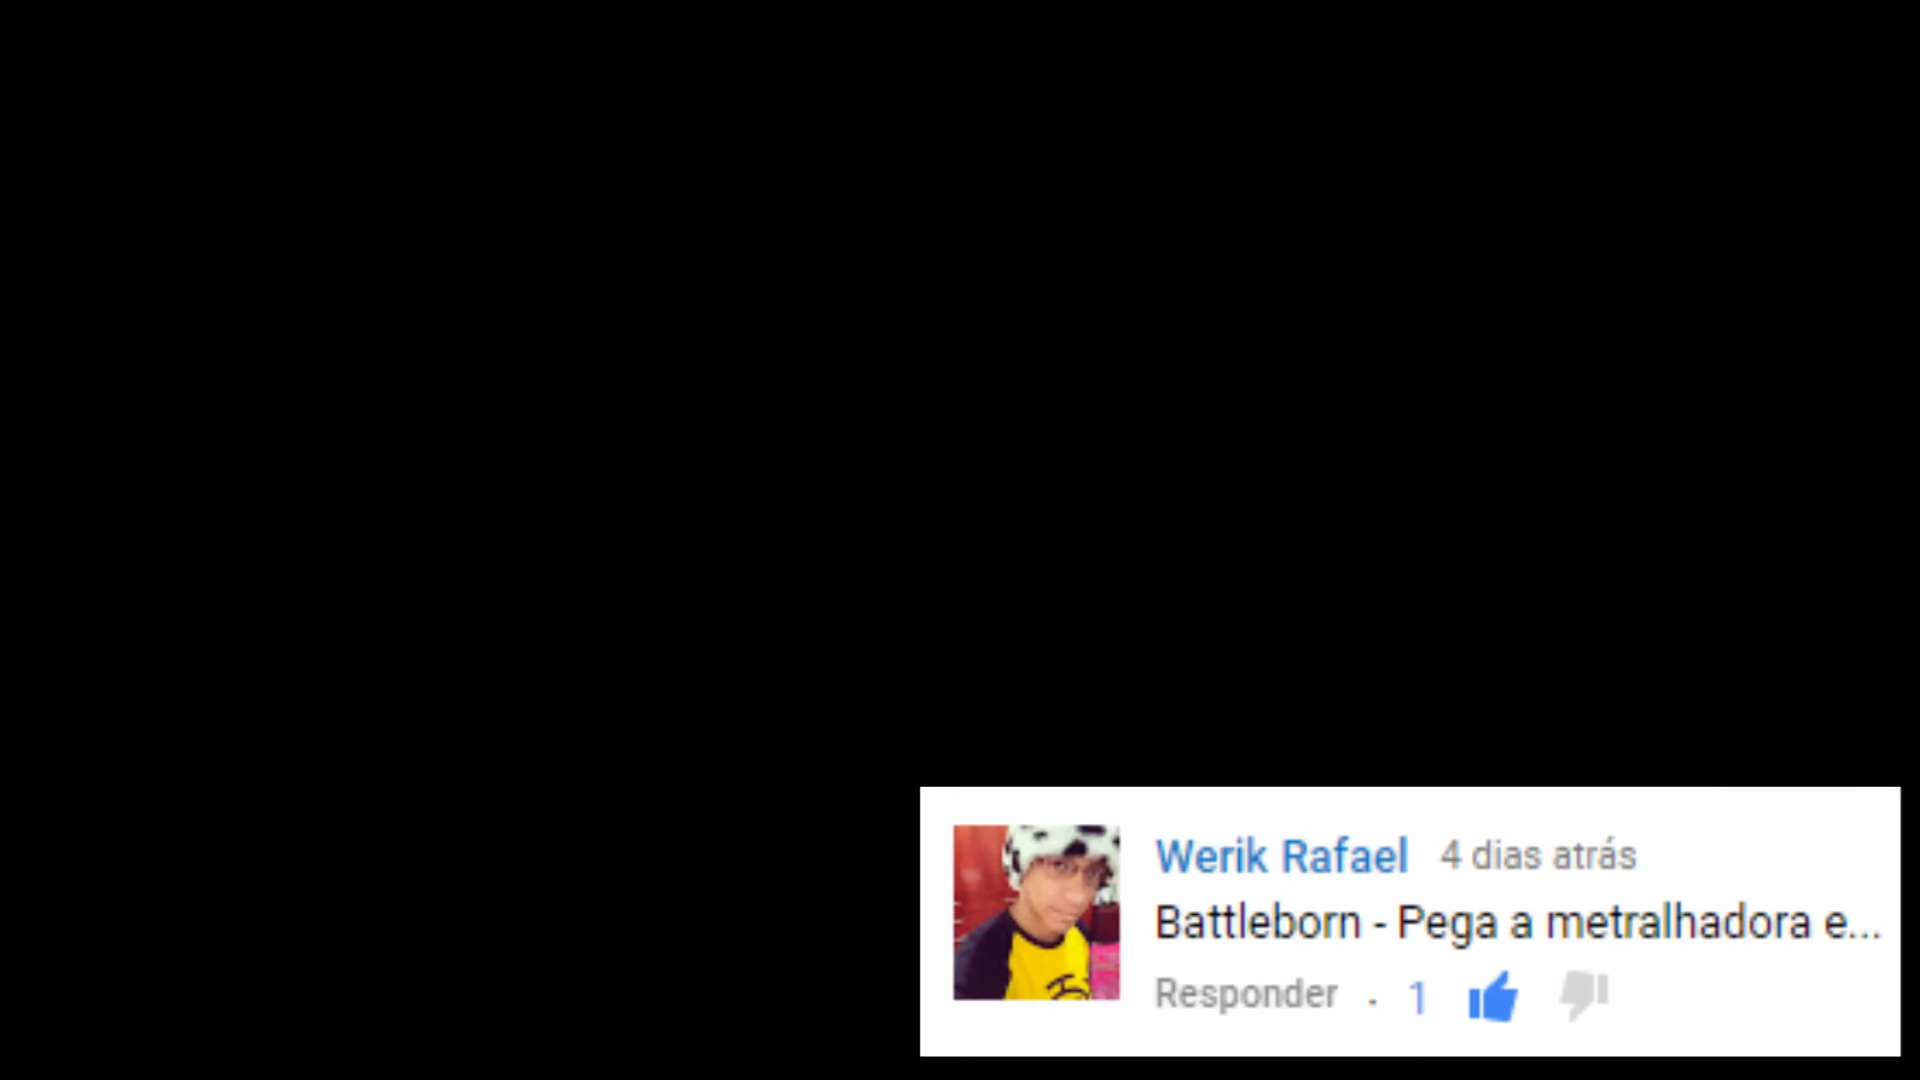 Werik Rafael 4 dias atrás
Battleborn - Pega a metralhadora e...
Responder . 1